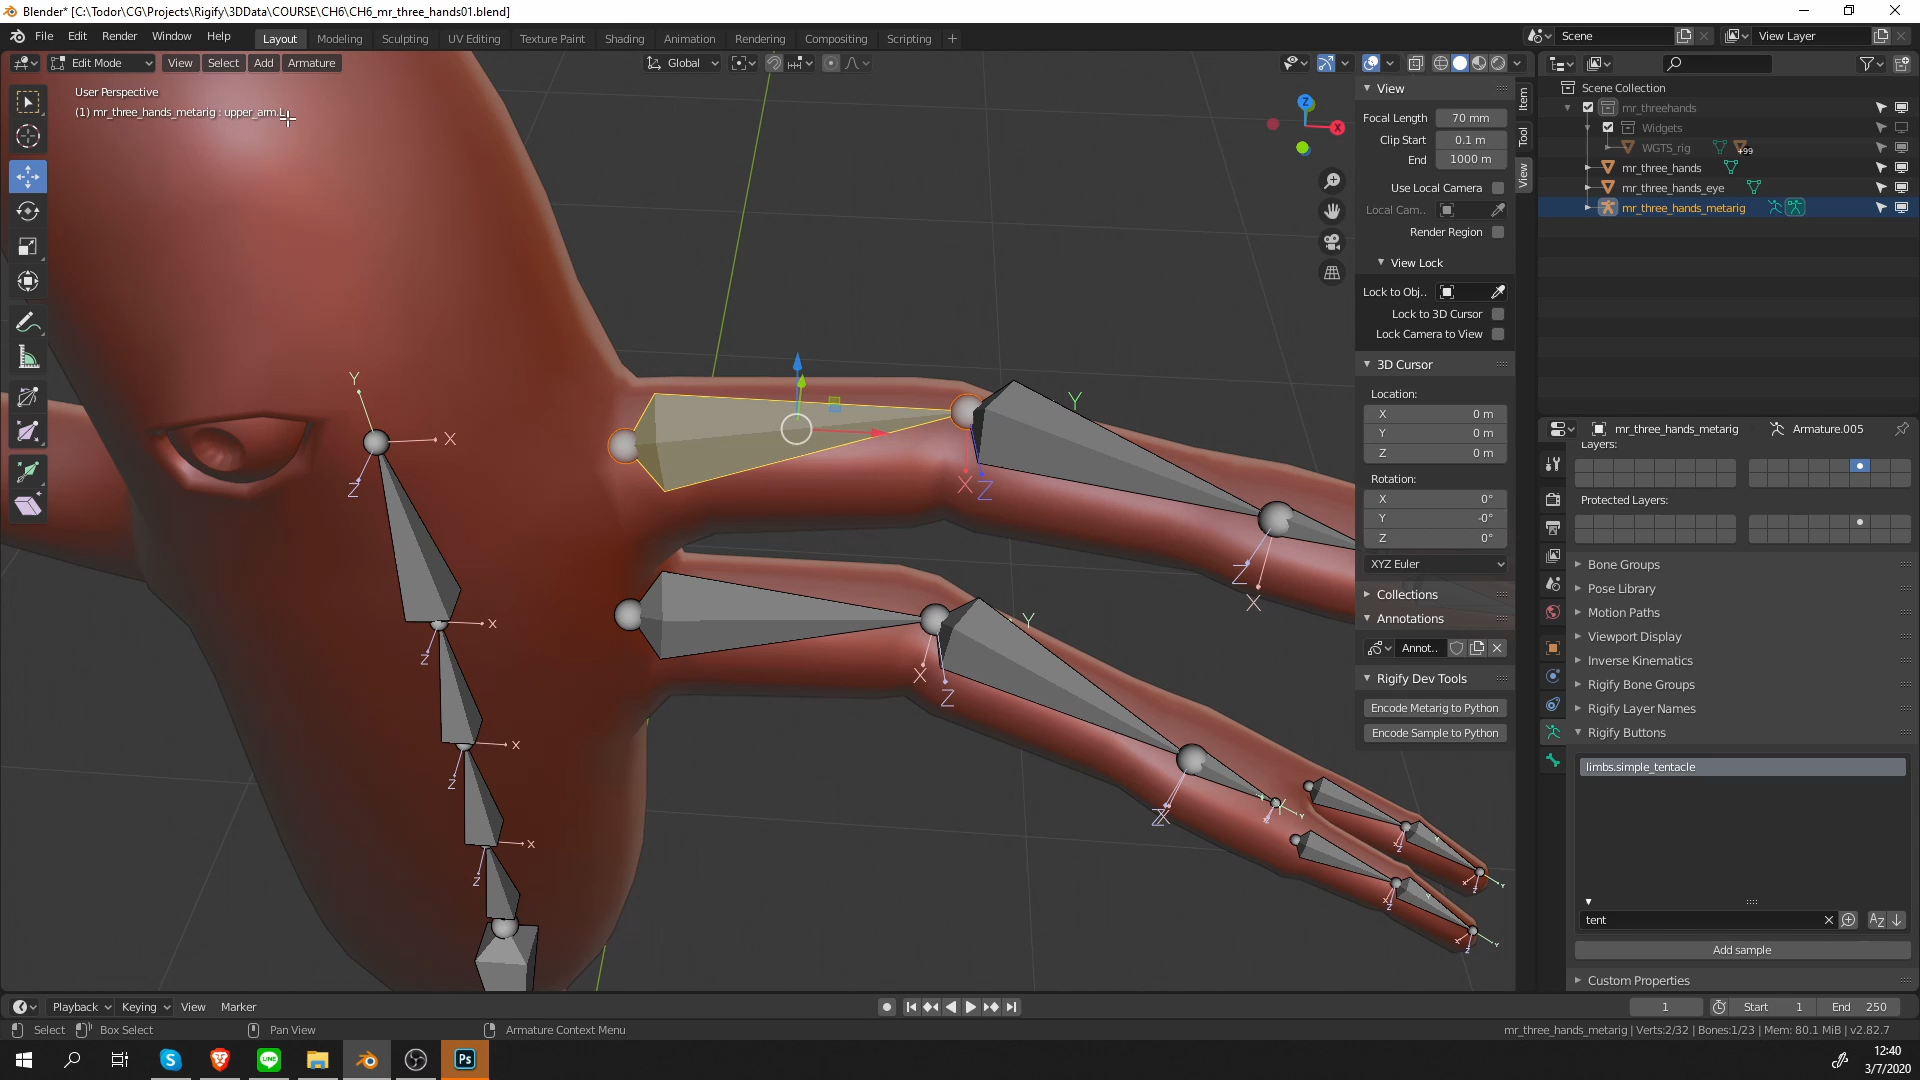 Blender* [C:\Todor\CG\Projects\Rigify\3DData\COURSE\CH6\CH6_mr_three_hands01.blend]
File Edit Render Window Help Layout Modeling Sculpting UV Editing Texture Paint Shading Animation Rendering Compositing Scripting + Scene View Layer
Edit Mode View Select Add Armature Global
User Perspective
(1) mr_three_hands_metarig : upper_arm.L
View
Focal Length 70 mm
Clip Start 0.1 m
End 1000 m
Use Local Camera
Local Cam..
Render Region
View Lock
Lock to Obj..
Lock to 3D Cursor
Lock Camera to View
3D Cursor
Location:
X 0 m
Y 0 m
Z 0 m
Rotation:
X 0°
Y -0°
Z 0°
XYZ Euler
Collections
Annotations
Annot..
Rigify Dev Tools
Encode Metarig to Python
Encode Sample to Python
Item
Tool
View
Scene Collection
mr_threehands
Widgets
WGTS_rig +99
mr_three_hands
mr_three_hands_eye
mr_three_hands_metarig
mr_three_hands_metarig Armature.005
Layers:
Protected Layers:
Bone Groups
Pose Library
Motion Paths
Viewport Display
Inverse Kinematics
Rigify Bone Groups
Rigify Layer Names
Rigify Buttons
limbs.simple_tentacle
tent
Add sample
Custom Properties
Playback Keying View Marker 1 Start 1 End 250
Select Box Select Pan View Armature Context Menu mr_three_hands_metarig | Verts:2/32 | Bones:1/23 | Mem: 80.1 MiB | v2.82.7
12:40
3/7/2020